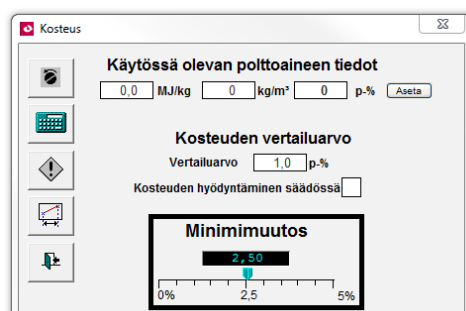 Kosteus
Käytössä olevan polttoaineen tiedot
0,0 MJ/kg 0 kg/m³ 0 p-% Aseta
Kosteuden vertailuarvo
Vertailuarvo 1,0 p-%
Kosteuden hyödyntäminen säädössä
Minimimuutos
2,50
0% 2,5 5%